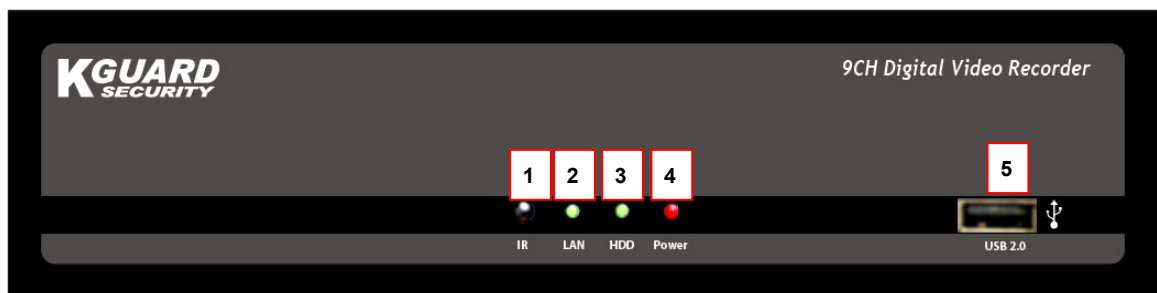 KGUARD
SECURITY
9CH Digital Video Recorder
1 2 3 4 5
IR LAN HDD Power USB 2.0